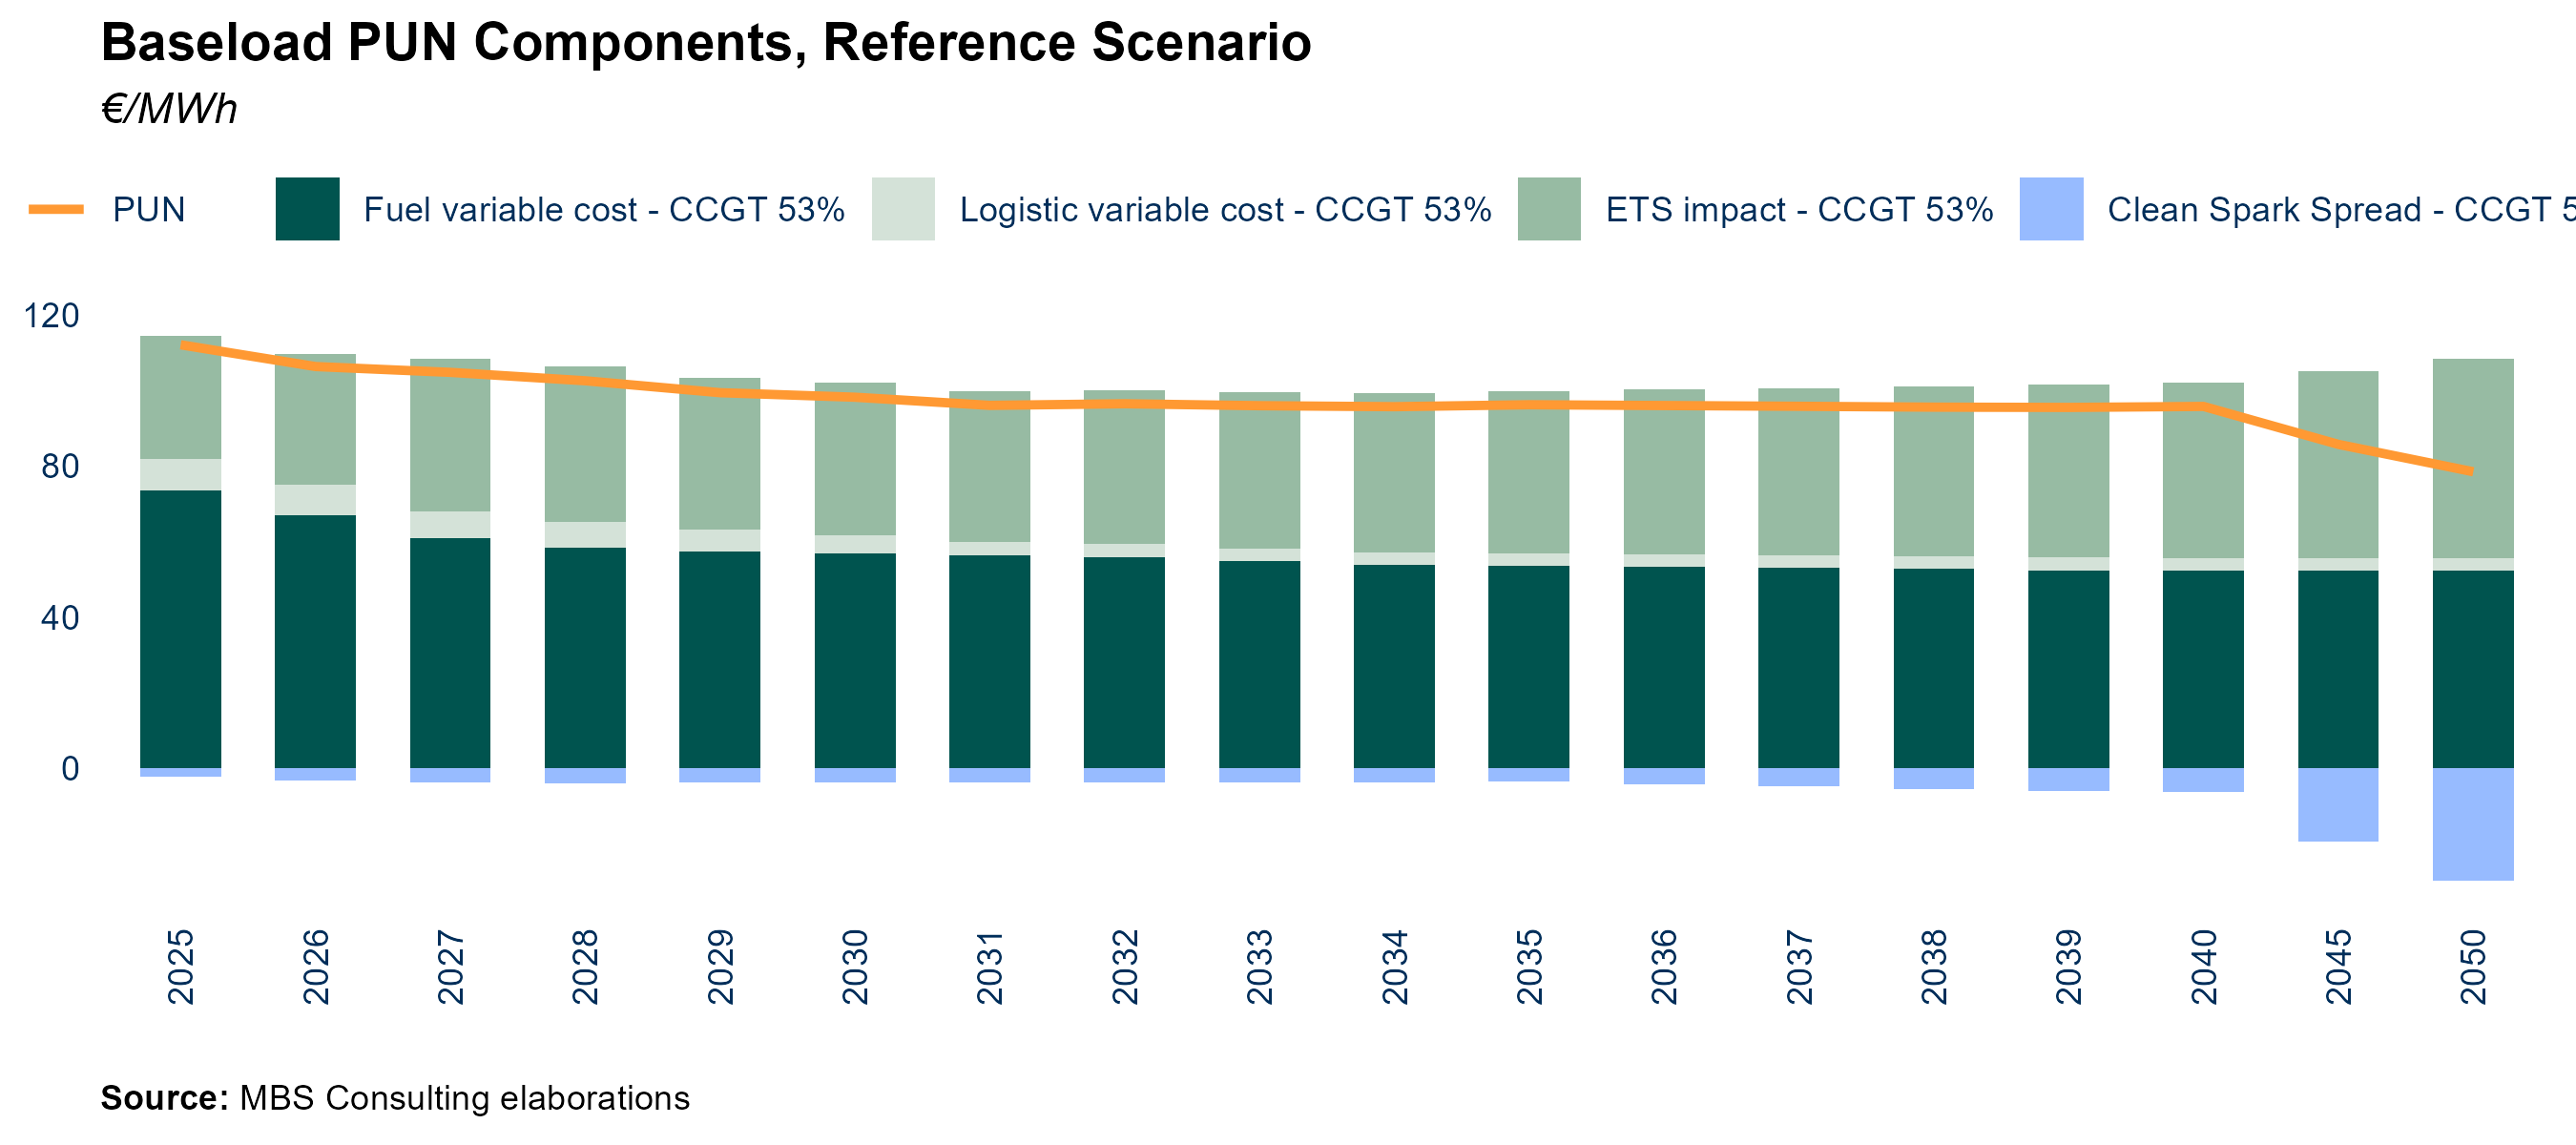 Baseload PUN Components, Reference Scenario
€/MWh
PUN Fuel variable cost - CCGT 53% Logistic variable cost - CCGT 53% ETS impact - CCGT 53% Clean Spark Spread - CCGT 5
120
80
40
0
2025 2026 2027 2028 2029 2030 2031 2032 2033 2034 2035 2036 2037 2038 2039 2040 2045 2050
Source: MBS Consulting elaborations